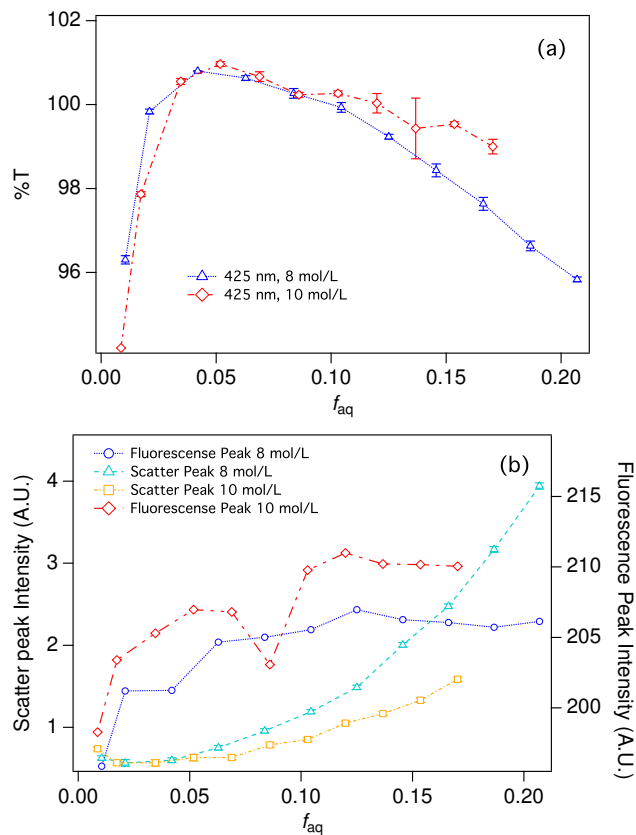 102
100
98
96
%T
(a)
425 nm, 8 mol/L
425 nm, 10 mol/L
0.00
0.05
0.10
0.15
0.20
faq
Scatter peak Intensity (A.U.)
4
3
2
1
Fluorescense Peak 8 mol/L
Scatter Peak 8 mol/L
Scatter Peak 10 mol/L
Fluorescense Peak 10 mol/L
(b)
215
210
205
200
Fluorescense Peak Intensity (A.U.)
0.00
0.05
0.10
0.15
0.20
faq